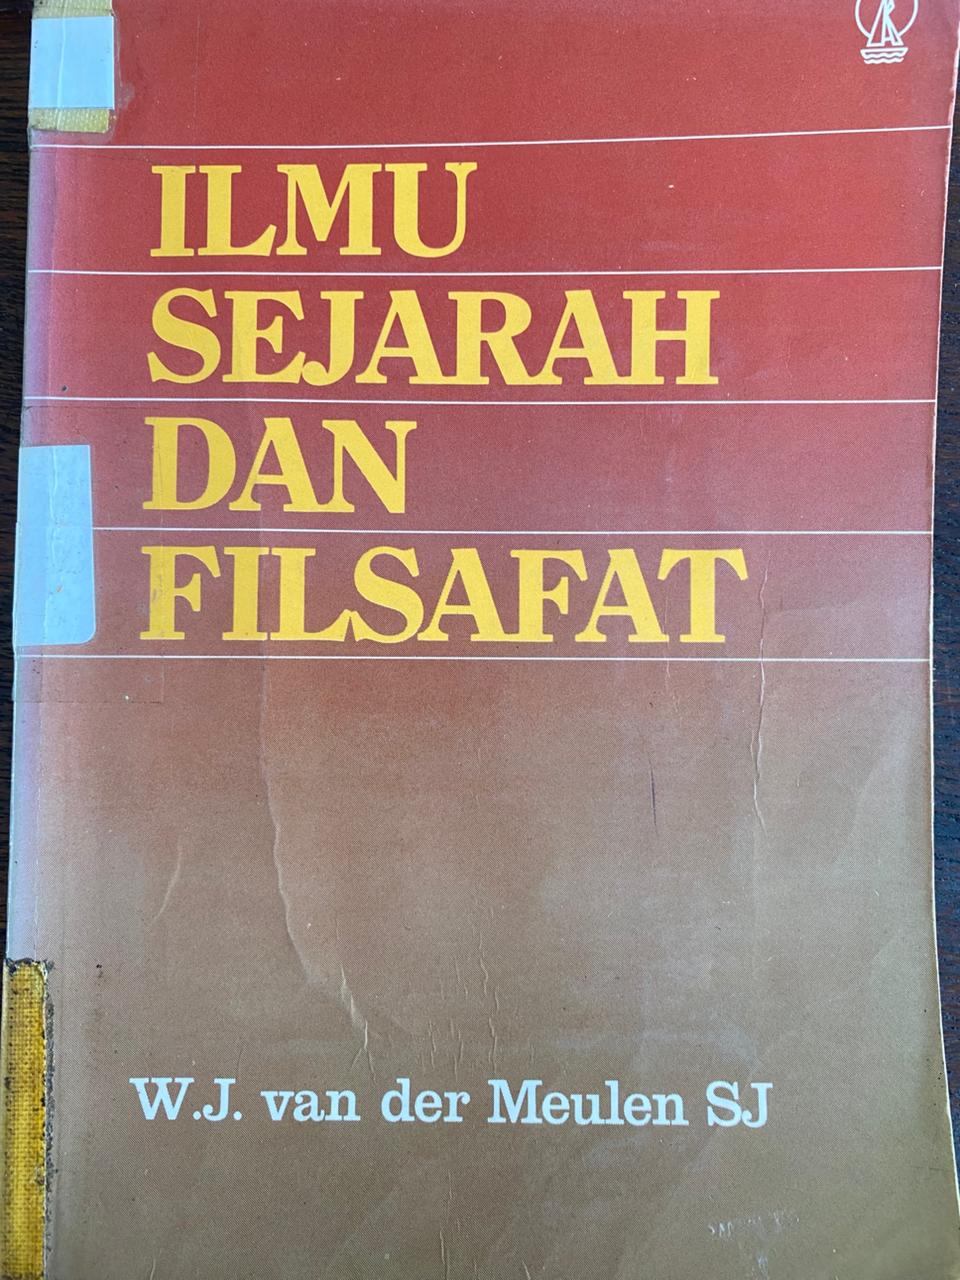 ILMU
SEJARAH
DAN
FILSAFAT
W.J. van der Meulen SJ